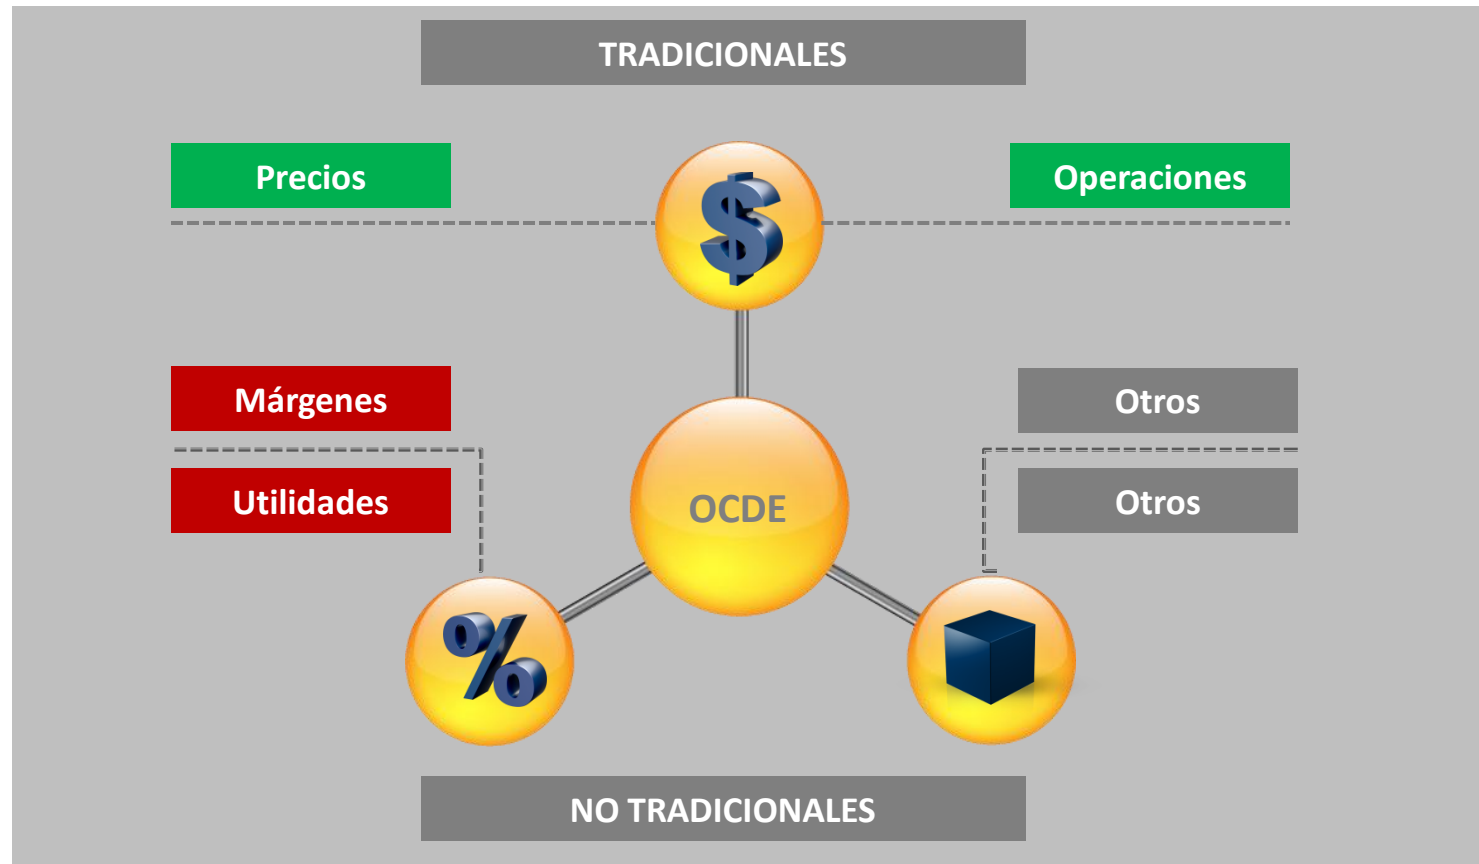 TRADICIONALES
Precios
$
Operaciones
Márgenes
Otros
Utilidades
OCDE
Otros
%
NO TRADICIONALES